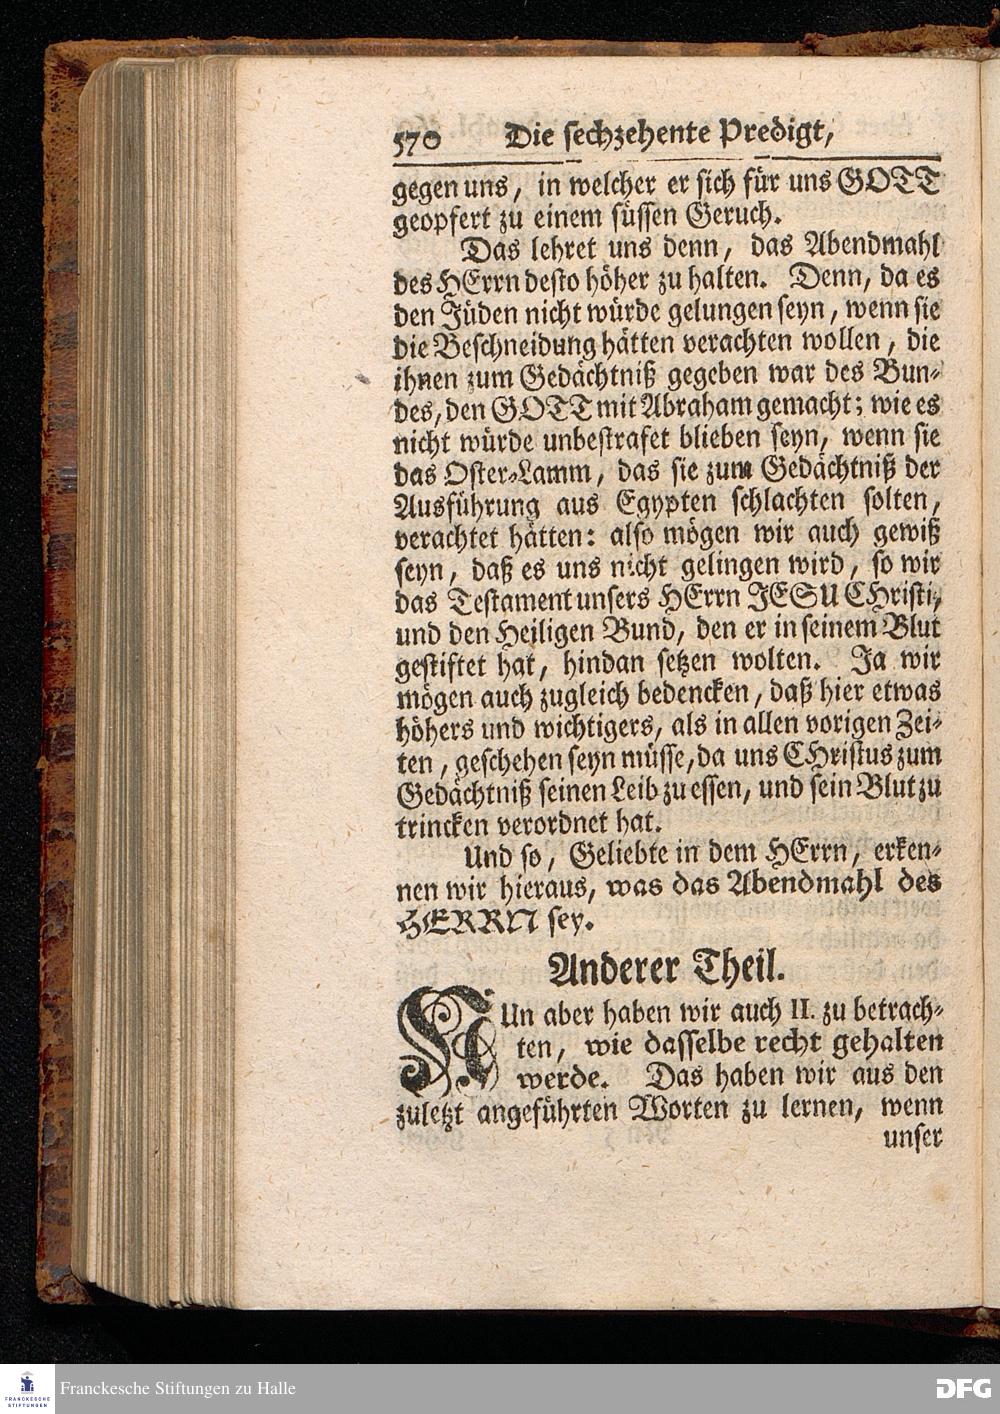 570 Die sechzehente Predigt,
gegen uns, in welcher er sich für uns GOTT
geopfert zu einem süssen Geruch.
Das lehret uns denn, das Abendmahl
des HErrn desto höher zu halten. Denn, da es
den Jüden nicht würde gelungen seyn, wenn sie
die Beschneidung hätten verachten wollen, die
ihnen zum Gedächtniß gegeben war des Bun-
des, den GOTT mit Abraham gemacht; wie es
nicht würde unbestrafet blieben seyn, wenn sie
das Oster-Lamm, das sie zum Gedächtniß der
Ausführung aus Egypten schlachten solten,
verachtet hätten: also mögen wir auch gewiß
seyn, daß es uns nicht gelingen wird, so wir
das Testament unsers HErrn JESU CHristi,
und den Heiligen Bund, den er in seinem Blut
gestiftet hat, hindan setzen wolten. Ja wir
mögen auch zugleich bedencken, daß hier etwas
höhers und wichtigers, als in allen vorigen Zei-
ten, geschehen seyn müsse, da uns CHristus zum
Gedächtniß seinen Leib zu essen, und sein Blut zu
trincken verordnet hat.
Und so, Geliebte in dem HErrn, erken-
nen wir hieraus, was das Abendmahl des
HERRN sey.
Anderer Theil.
NUn aber haben wir auch II. zu betrach-
ten, wie dasselbe recht gehalten
werde. Das haben wir aus den
zuletzt angeführten Worten zu lernen, wenn
unser
FRANCKESCHE
STIFTUNGEN
Franckesche Stiftungen zu Halle
DFG